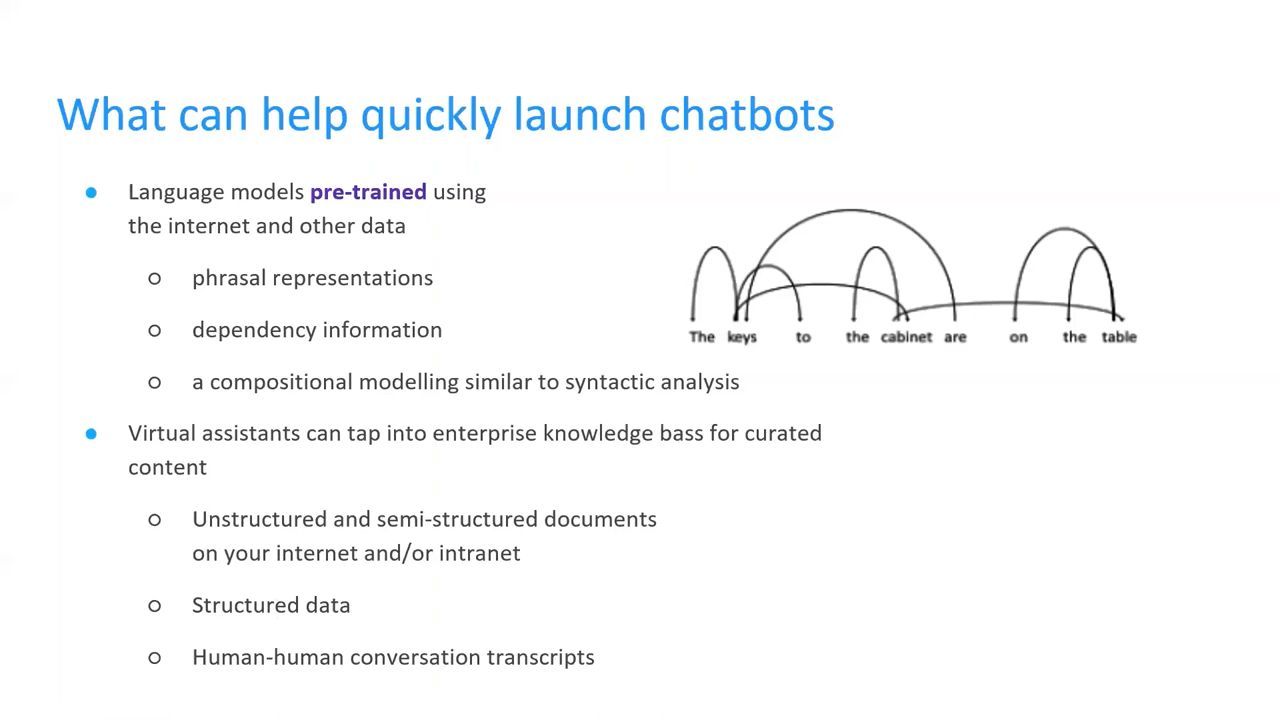 What can help quickly launch chatbots
Language models pre-trained using
the internet and other data
phrasal representations
dependency information
a compositional modelling similar to syntactic analysis
The keys to the cabinet are on the table
Virtual assistants can tap into enterprise knowledge bass for curated
content
Unstructured and semi-structured documents
on your internet and/or intranet
Structured data
Human-human conversation transcripts